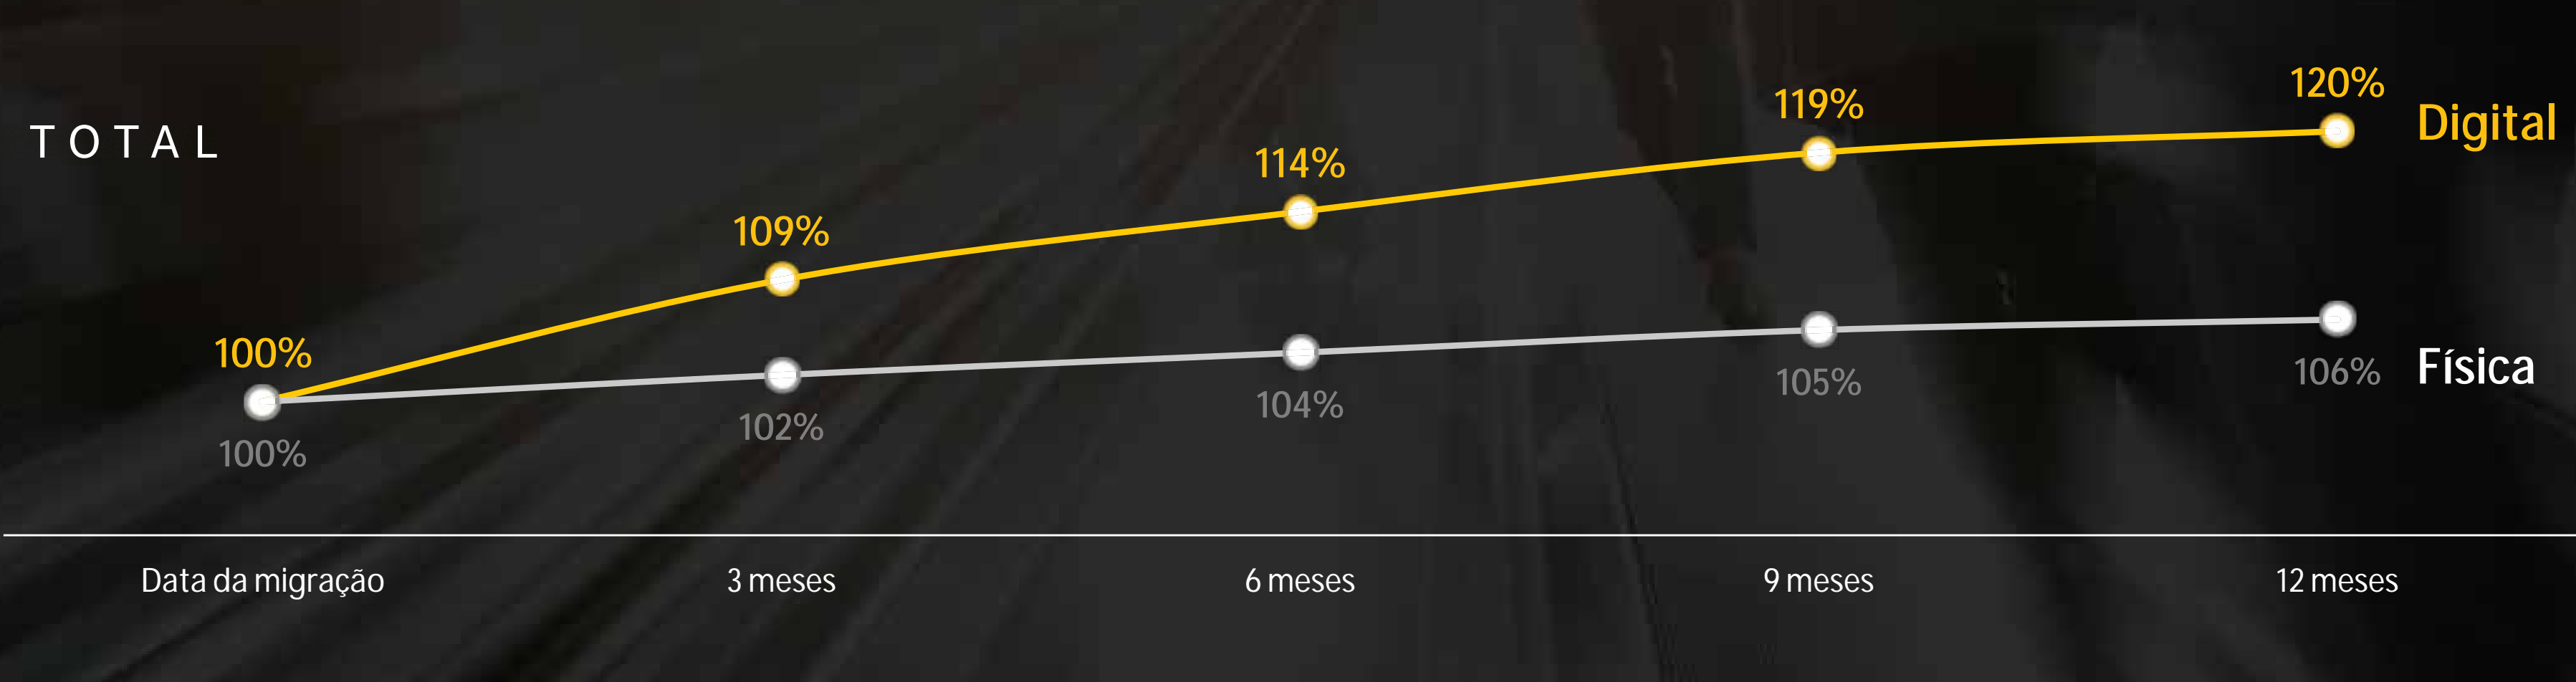 TOTAL
120%
Digital
119%
114%
109%
100%
100%
102%
104%
105%
106%
Física
Data da migração
3 meses
6 meses
9 meses
12 meses